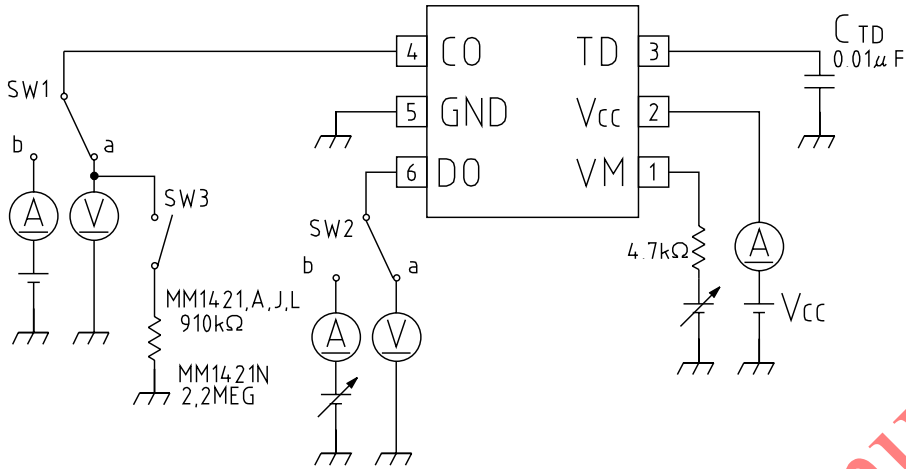 C TD
0.01μF
4 CO
TD 3
5 GND
Vcc 2
6 DO
VM 1
SW1
b
a
A
V
SW3
SW2
b
a
A
V
4.7kΩ
A
Vcc
MM1421,A,J,L
910kΩ
MM1421N
2,2MEG